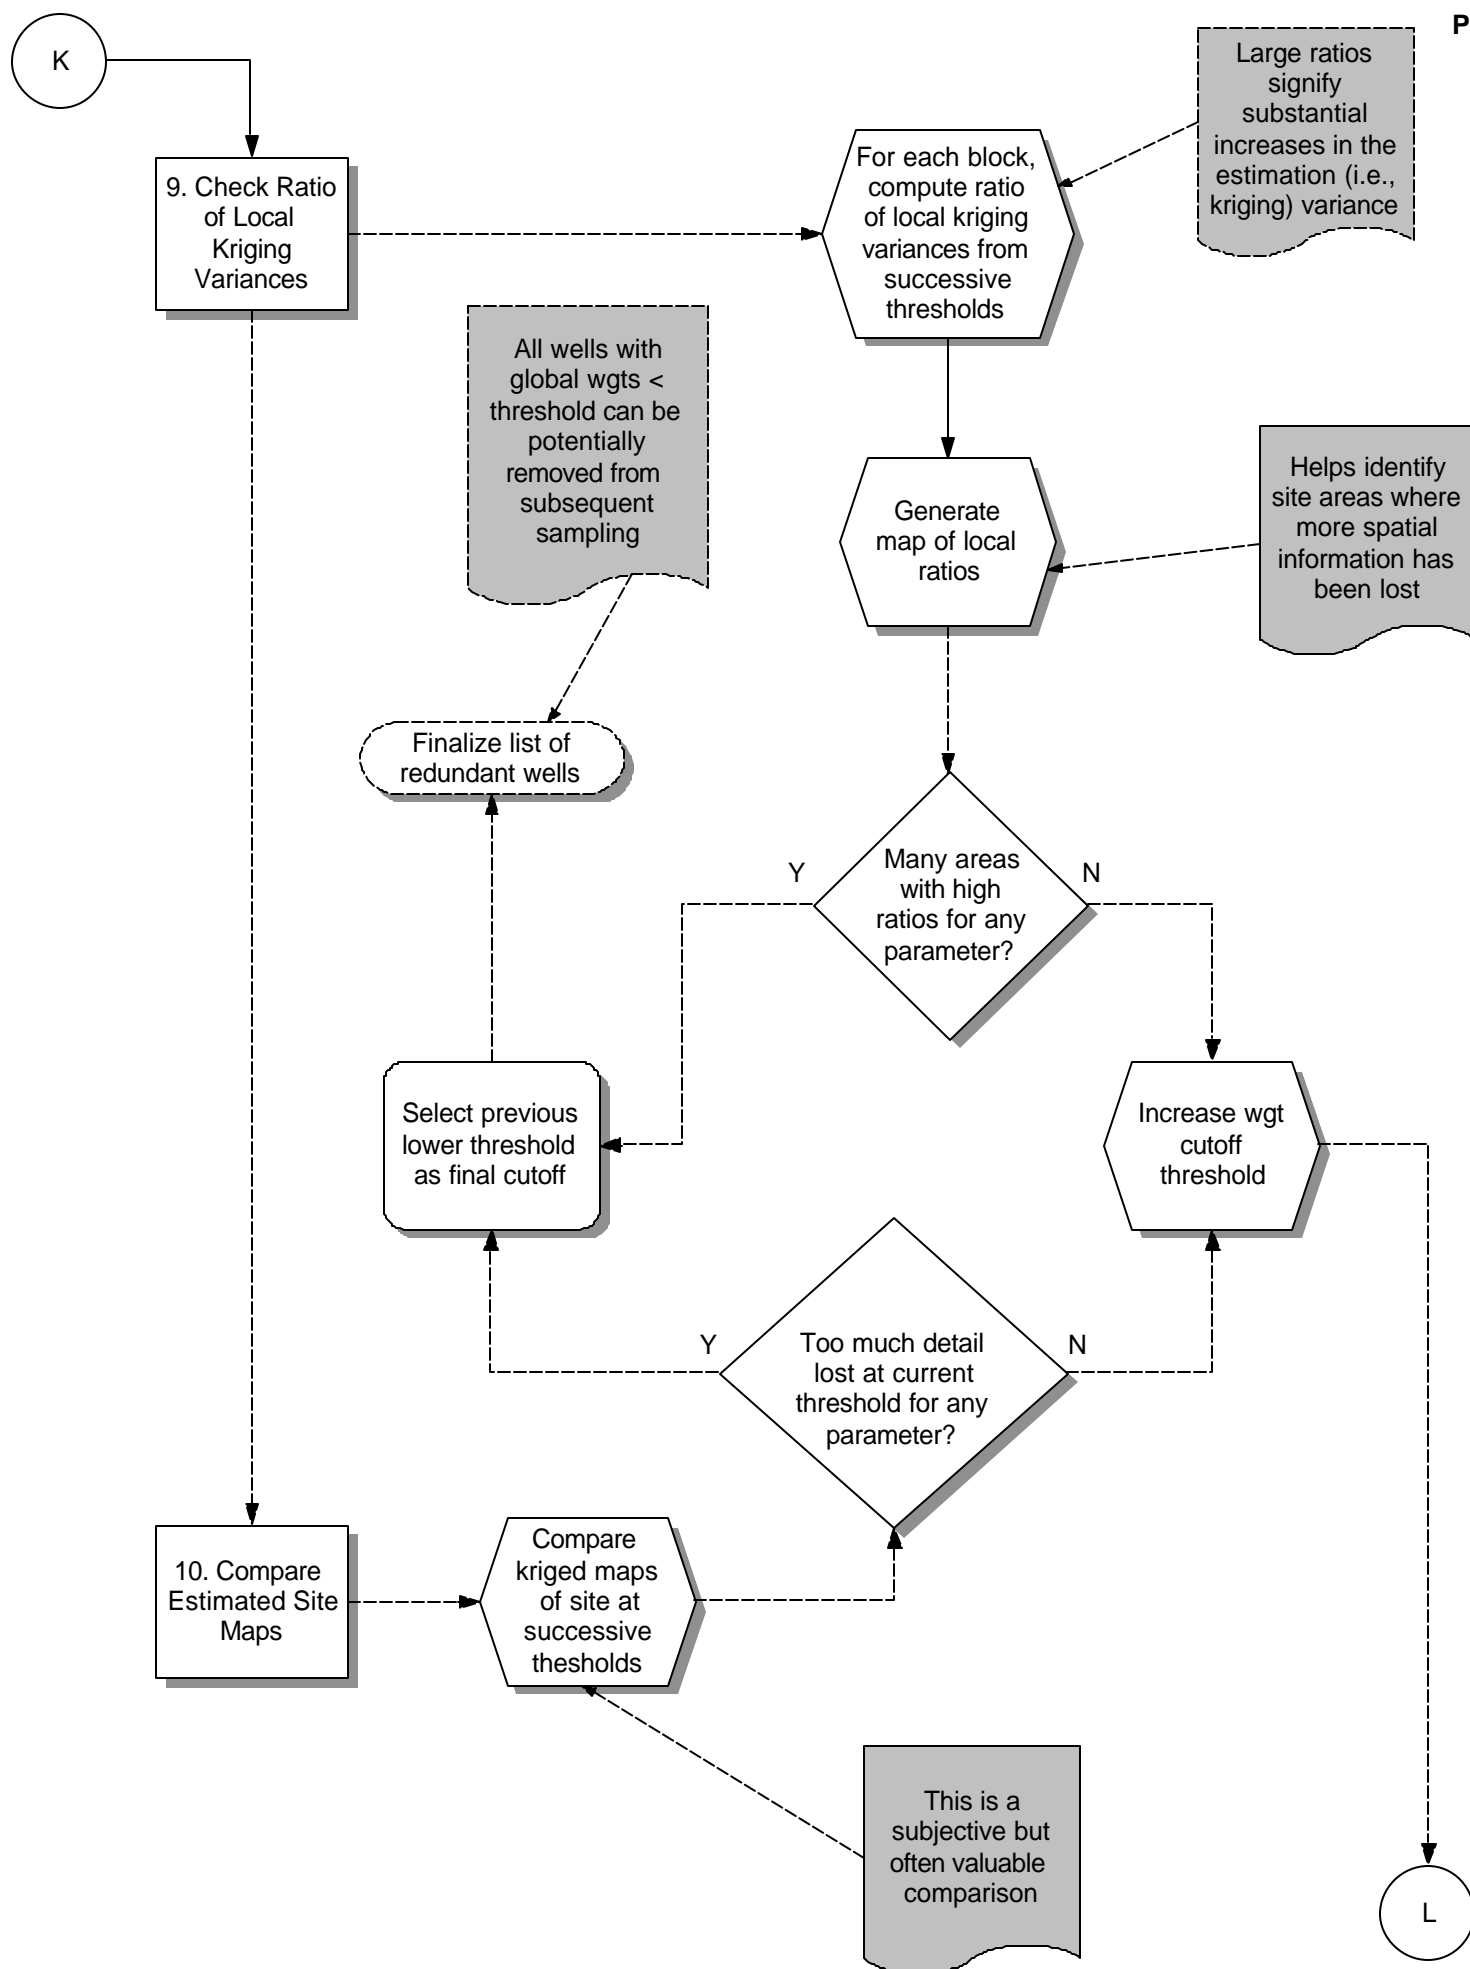 P
K
Large ratios
signify
substantial
increases in the
estimation (i.e.,
kriging) variance
9. Check Ratio
of Local
Kriging
Variances
For each block,
compute ratio
of local kriging
variances from
successive
thresholds
All wells with
global wgts <
threshold can be
potentially
removed from
subsequent
sampling
Helps identify
site areas where
more spatial
information has
been lost
Generate
map of local
ratios
Finalize list of
redundant wells
Y
Many areas
with high
ratios for any
parameter?
N
Select previous
lower threshold
as final cutoff
Increase wgt
cutoff
threshold
Y
Too much detail
lost at current
threshold for any
parameter?
N
10. Compare
Estimated Site
Maps
Compare
kriged maps
of site at
successive
thesholds
This is a
subjective but
often valuable
comparison
L